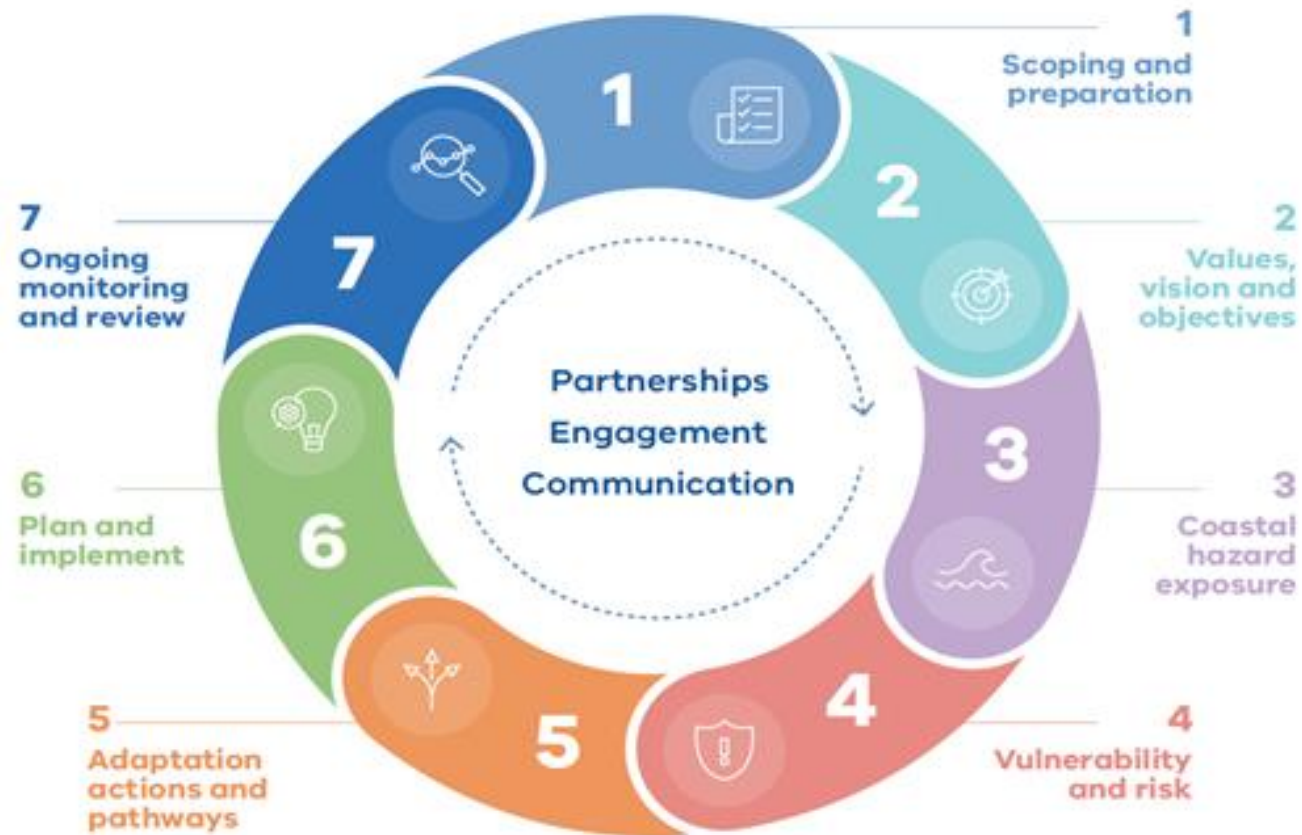 1
Scoping and
preparation
2
Values,
vision and
objectives
3
Coastal
hazard
exposure
4
Vulnerability
and risk
5
Adaptation
actions and
pathways
6
Plan and
implement
7
Ongoing
monitoring
and review
1
2
3
4
5
6
7
Partnerships
Engagement
Communication